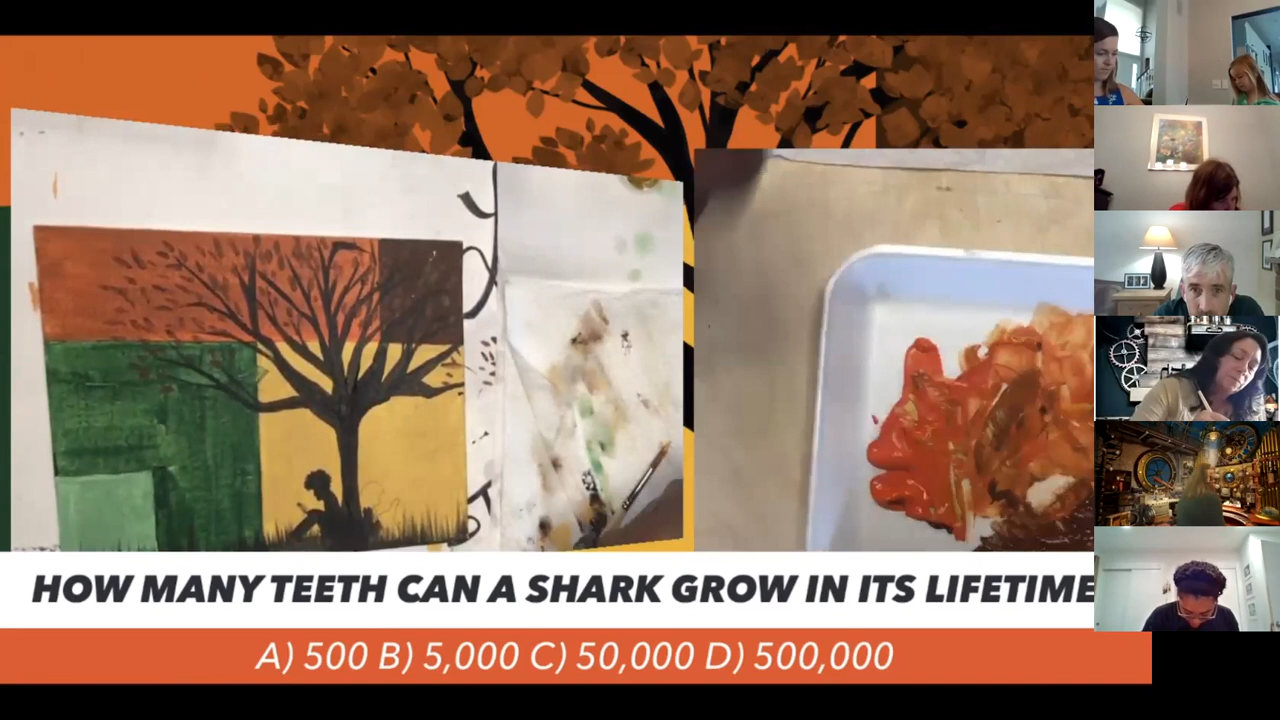 HOW MANY TEETH CAN A SHARK GROW IN ITS LIFETIME
A) 500 B) 5,000 C) 50,000 D) 500,000